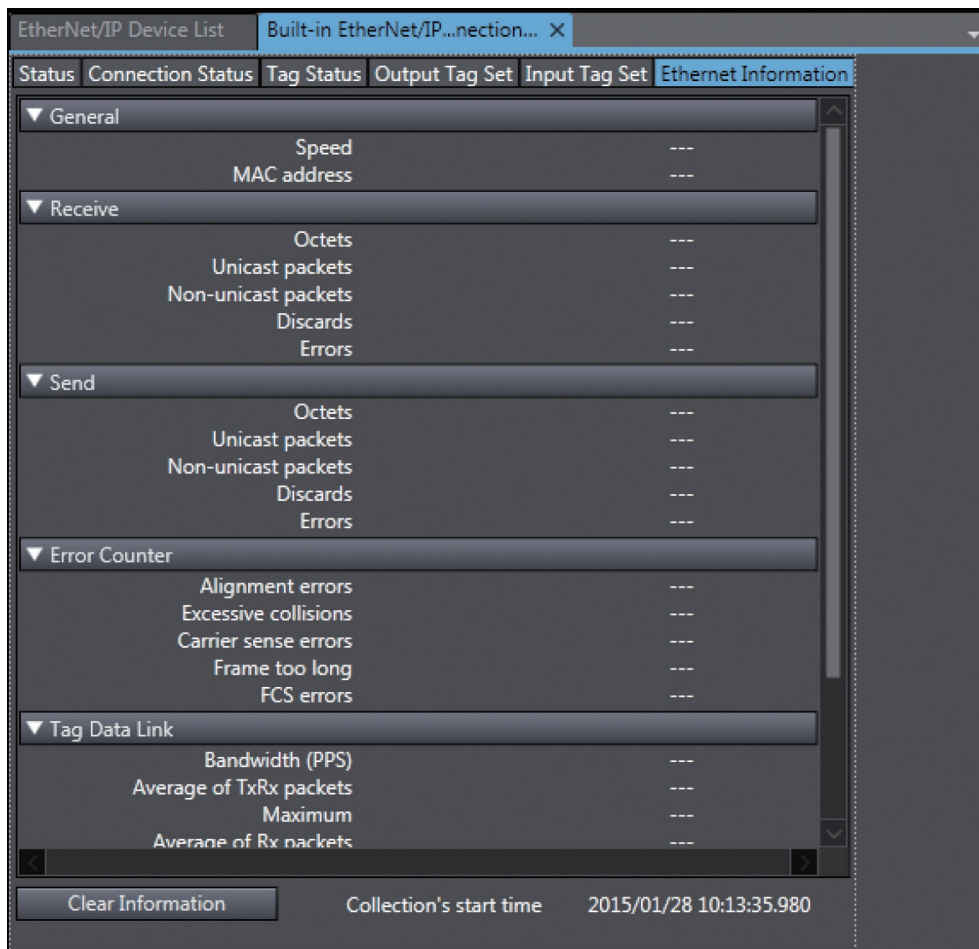 EtherNet/IP Device List
Built-in EtherNet/IP...nection... X
Status Connection Status Tag Status Output Tag Set Input Tag Set Ethernet Information
▼ General
Speed ---
MAC address ---
▼ Receive
Octets ---
Unicast packets ---
Non-unicast packets ---
Discards ---
Errors ---
▼ Send
Octets ---
Unicast packets ---
Non-unicast packets ---
Discards ---
Errors ---
▼ Error Counter
Alignment errors ---
Excessive collisions ---
Carrier sense errors ---
Frame too long ---
FCS errors ---
▼ Tag Data Link
Bandwidth (PPS) ---
Average of TxRx packets ---
Maximum ---
Average of Rx packets ---
Clear Information Collection's start time 2015/01/28 10:13:35.980